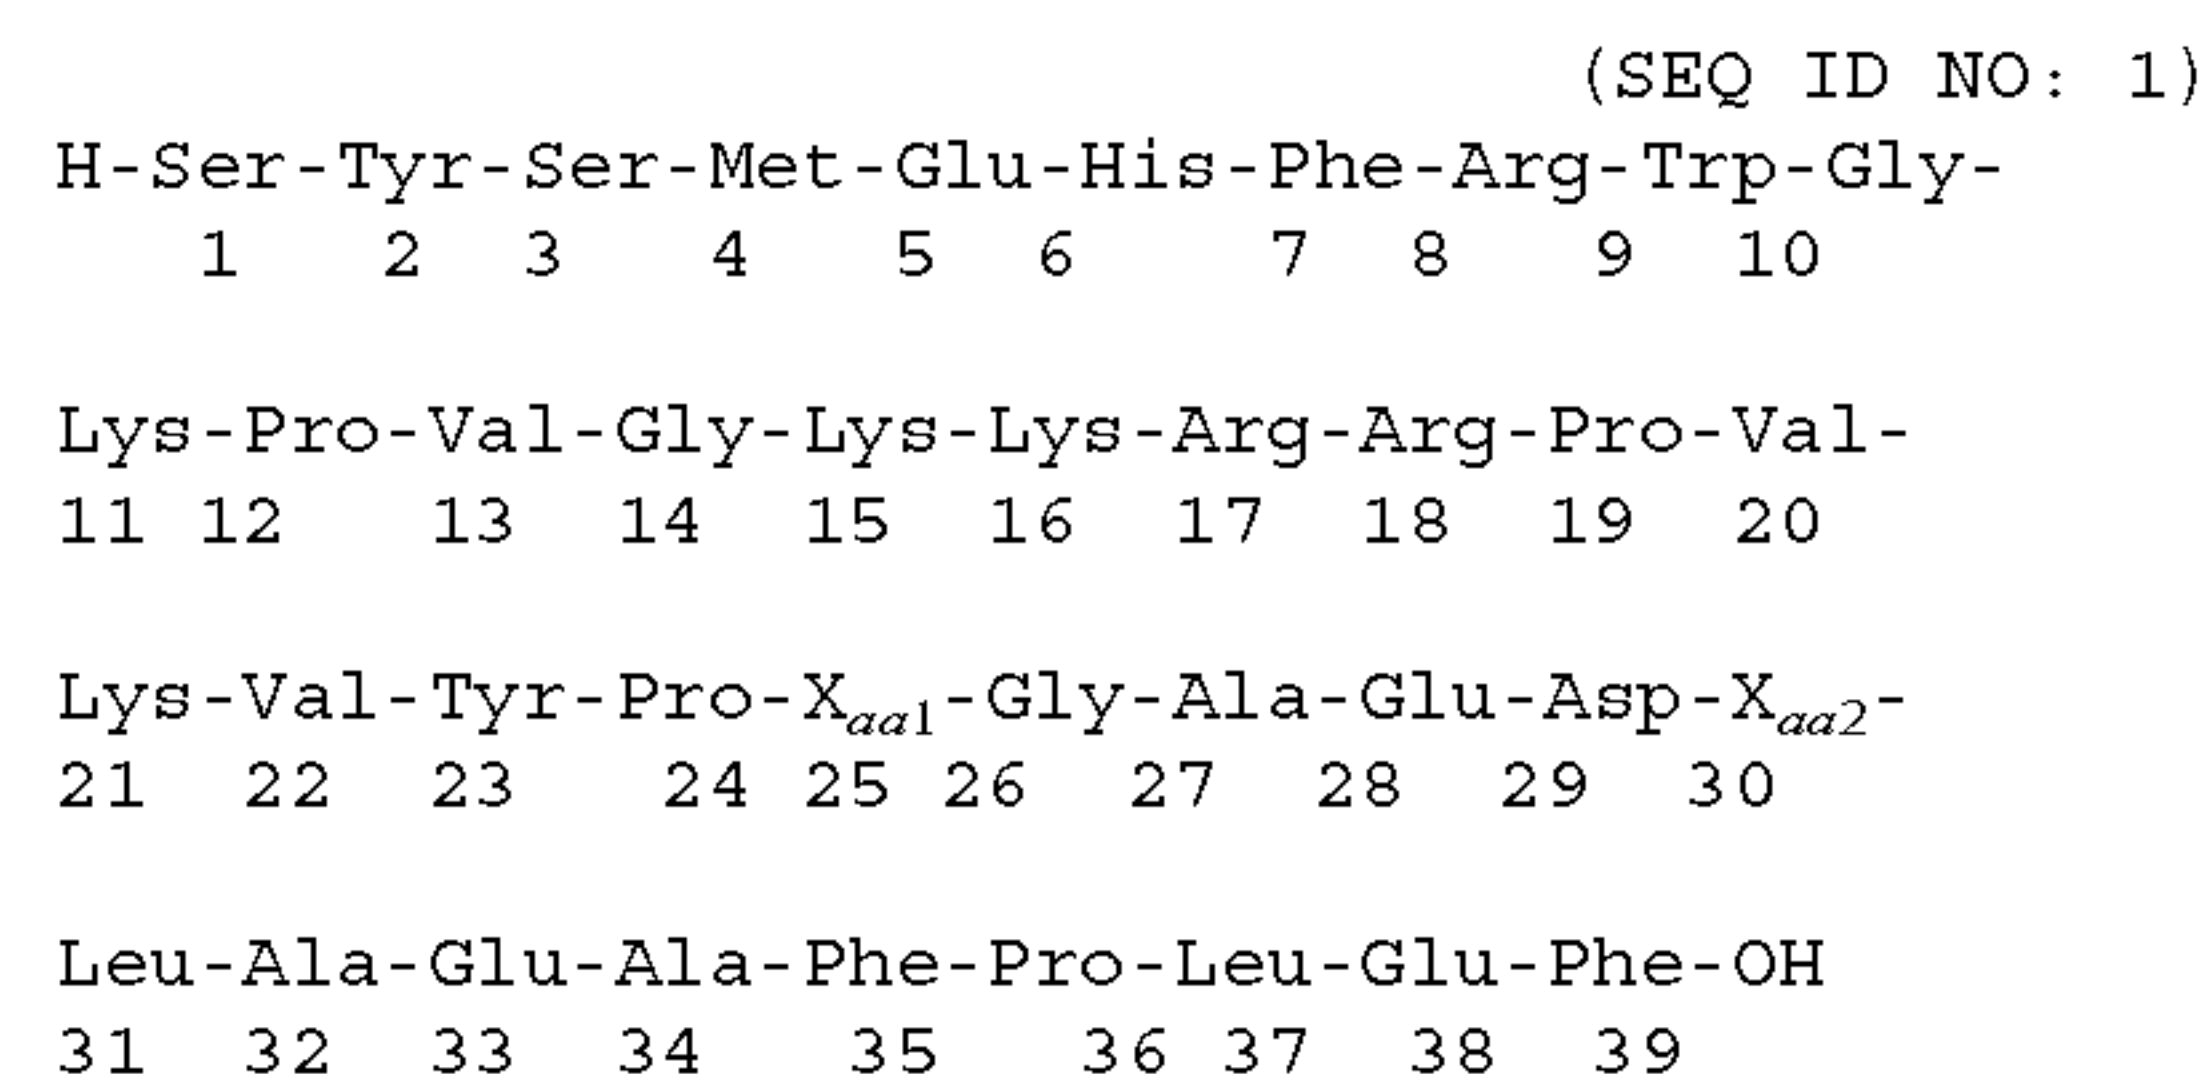 (SEQ ID NO: 1)
H-Ser-Tyr-Ser-Met-Glu-His-Phe-Arg-Trp-Gly-
1 2 3 4 5 6 7 8 9 10
Lys-Pro-Val-Gly-Lys-Lys-Arg-Arg-Pro-Val-
11 12 13 14 15 16 17 18 19 20
Lys-Val-Tyr-Pro-Xaa1-Gly-Ala-Glu-Asp-Xaa2-
21 22 23 24 25 26 27 28 29 30
Leu-Ala-Glu-Ala-Phe-Pro-Leu-Glu-Phe-OH
31 32 33 34 35 36 37 38 39